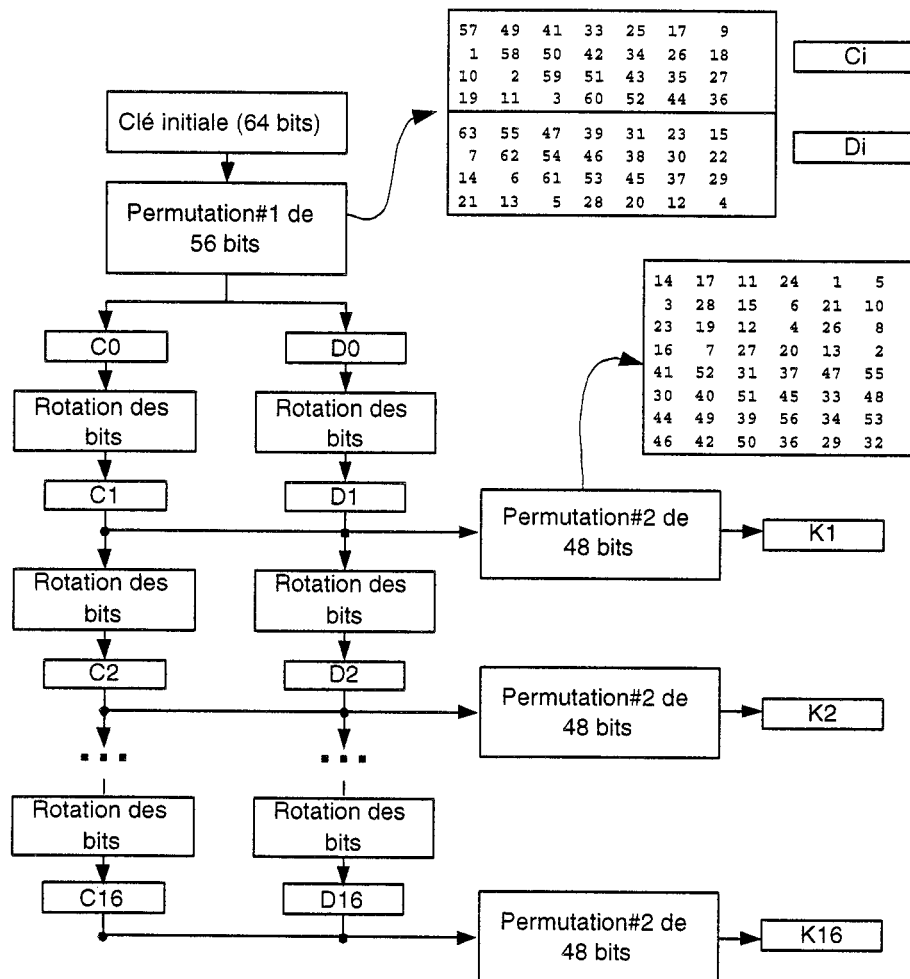 57 49 41 33 25 17 9
1 58 50 42 34 26 18
10 2 59 51 43 35 27
19 11 3 60 52 44 36
Ci
63 55 47 39 31 23 15
7 62 54 46 38 30 22
14 6 61 53 45 37 29
21 13 5 28 20 12 4
Di
Clé initiale (64 bits)
Permutation#1 de
56 bits
14 17 11 24 1 5
3 28 15 6 21 10
23 19 12 4 26 8
16 7 27 20 13 2
41 52 31 37 47 55
30 40 51 45 33 48
44 49 39 56 34 53
46 42 50 36 29 32
C0
D0
Rotation des
bits
Rotation des
bits
C1
D1
Permutation#2 de
48 bits
K1
Rotation des
bits
Rotation des
bits
C2
D2
Permutation#2 de
48 bits
K2
Rotation des
bits
Rotation des
bits
C16
D16
Permutation#2 de
48 bits
K16